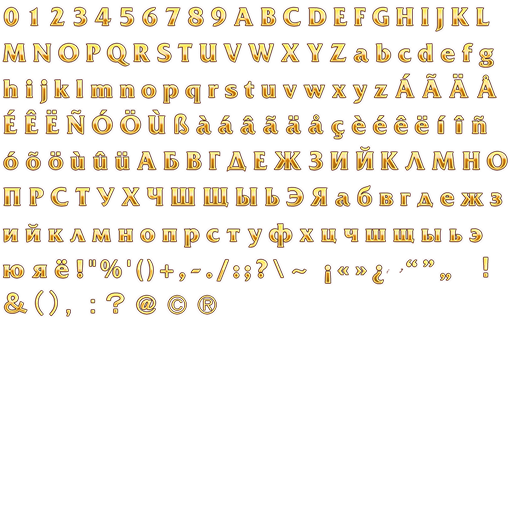 0 1 2 3 4 5 6 7 8 9 A B C D E F G H I J K L
M N O P Q R S T U V W X Y Z a b c d e f g
h i j k l m n o p q r s t u v w x y z Á Ã Ä Å
É Ê Ë Ñ Ó Ö Ù ß à á â ã ä å ç è é ê ë í î ñ
ó õ ö ù û ü А Б В Г Д Е Ж З И Й К Л М Н О
П Р С Т У Х Ч Ш Щ Ы Ь Э Я а б в г д е ж з
и й к л м н о п р с т у ф х ц ч ш щ ы ь э
ю я ё ! " % ' ( ) + , - . / : ; ? \ ~ ¡ « » ¿ “ ” „ !
& ( ) , : ? @ © ®